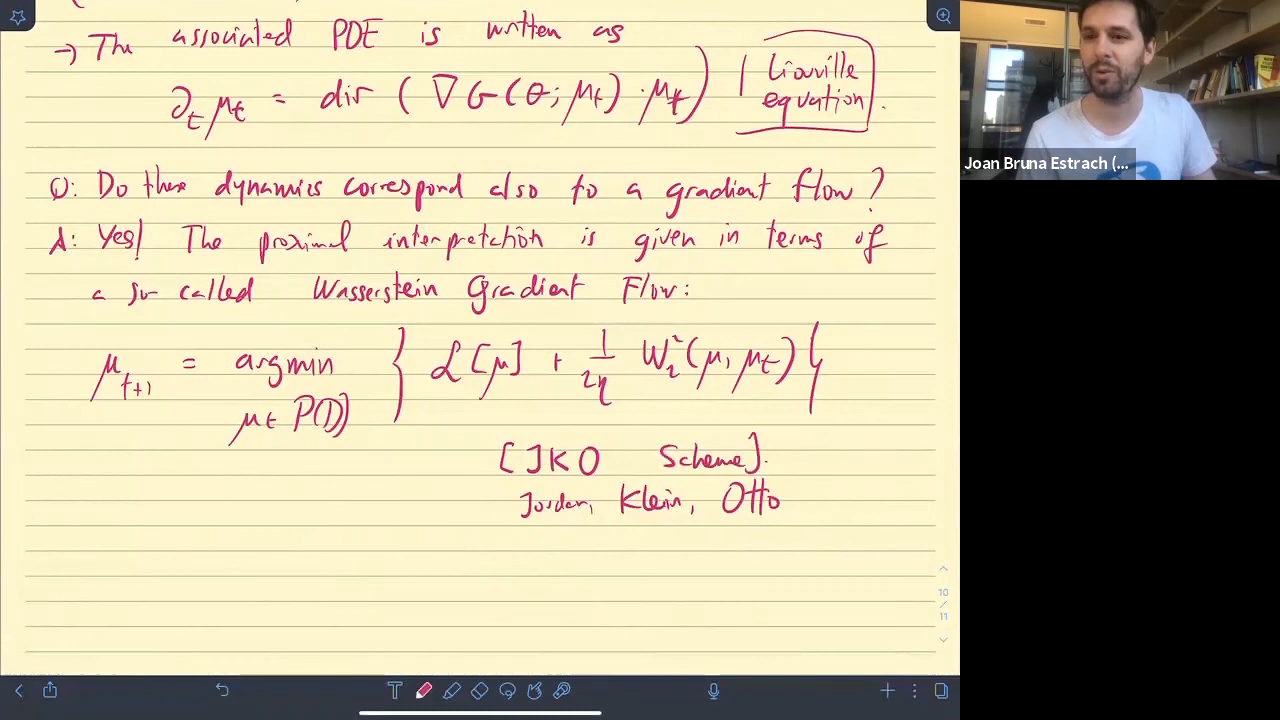 → The associated PDE is written as
∂_t μ_t = div ( ∇G(θ; μ_t) · μ_t ) | Liouville equation.
Q: Do these dynamics correspond also to a gradient flow?
A: Yes! The proximal interpretation is given in terms of
a so-called Wasserstein Gradient Flow:
μ_{t+1} = argmin { L[μ] + 1/2η W_2^2(μ, μ_t) }
μ ∈ P(D)
[JKO Scheme].
Jordan, Klein, Otto
Joan Bruna Estrach (...
10
/
11
T